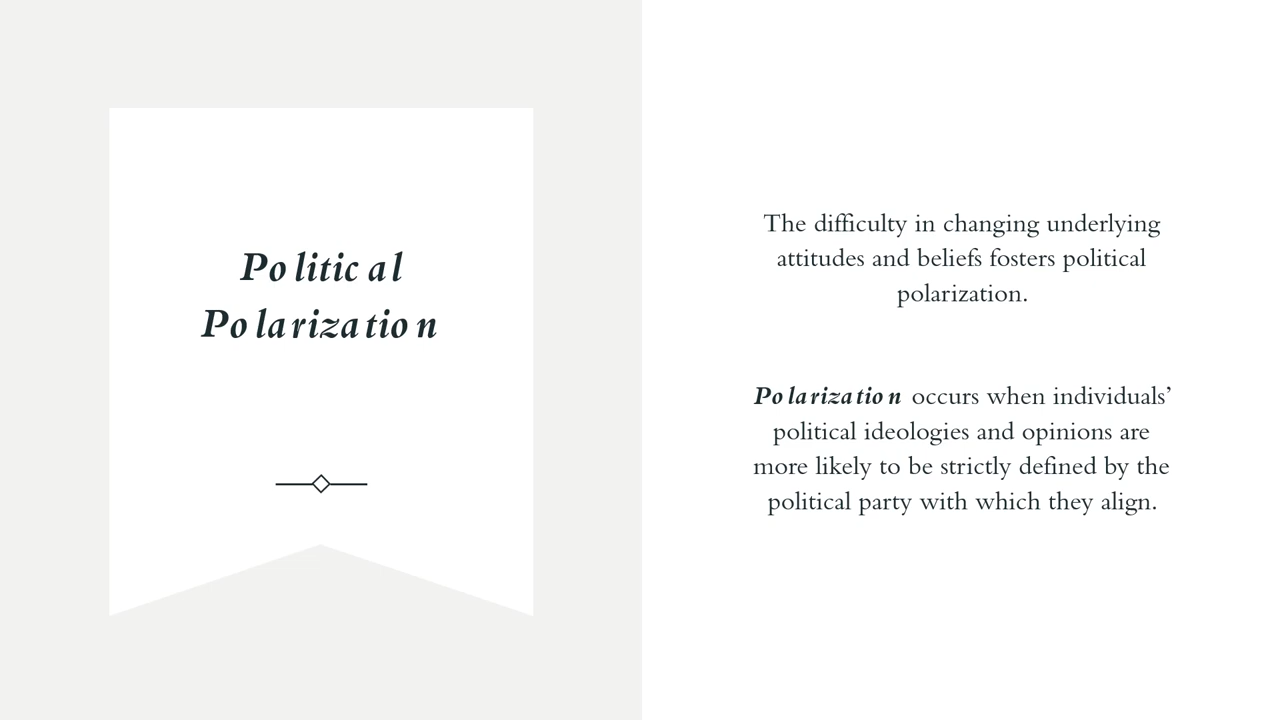 Political
Polarization
The difficulty in changing underlying
attitudes and beliefs fosters political
polarization.
Polarization occurs when individuals’
political ideologies and opinions are
more likely to be strictly defined by the
political party with which they align.